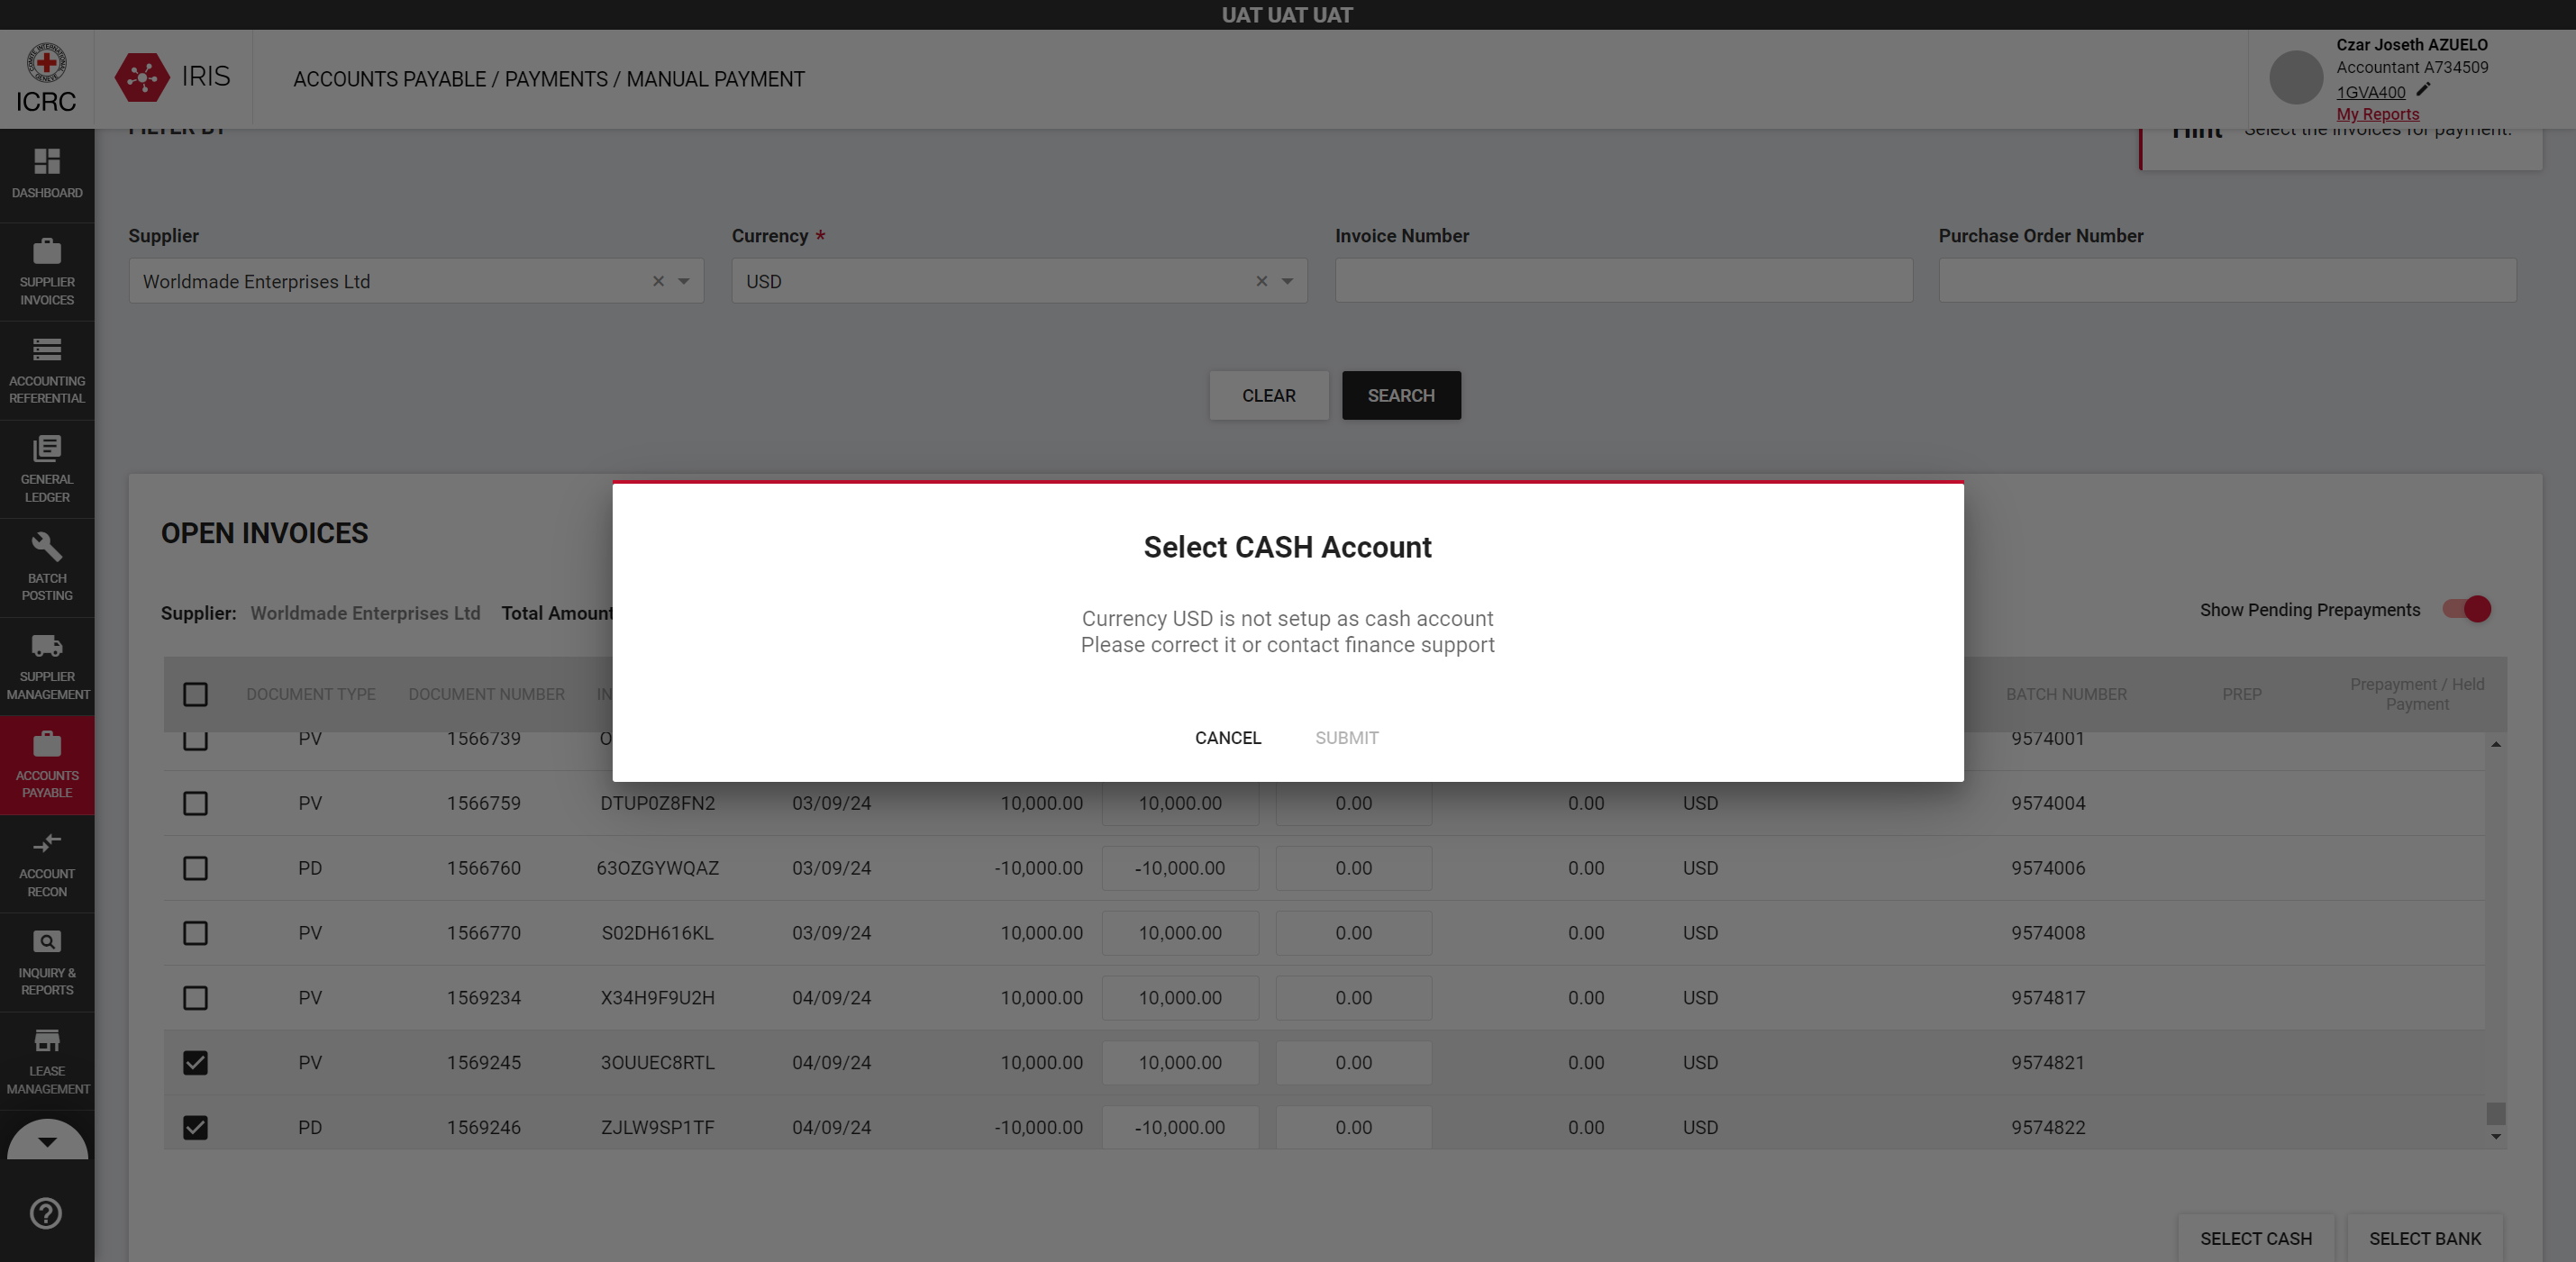 UAT UAT UAT
ICRC
IRIS
ACCOUNTS PAYABLE / PAYMENTS / MANUAL PAYMENT
Czar Joseth AZUELO
Accountant A734509
1GVA400
My Reports
FILTER BY
Hint Select the invoices for payment.
DASHBOARD
SUPPLIER INVOICES
ACCOUNTING REFERENTIAL
GENERAL LEDGER
BATCH POSTING
SUPPLIER MANAGEMENT
ACCOUNTS PAYABLE
ACCOUNT RECON
INQUIRY & REPORTS
LEASE MANAGEMENT
Supplier Currency * Invoice Number Purchase Order Number
Worldmade Enterprises Ltd USD
CLEAR SEARCH
OPEN INVOICES
Supplier: Worldmade Enterprises Ltd Total Amount
Show Pending Prepayments
Select CASH Account
Currency USD is not setup as cash account
Please correct it or contact finance support
CANCEL SUBMIT
DOCUMENT TYPE DOCUMENT NUMBER IN BATCH NUMBER PREP Prepayment / Held Payment
PV 1566739 O 9574001
PV 1566759 DTUP0Z8FN2 03/09/24 10,000.00 10,000.00 0.00 0.00 USD 9574004
PD 1566760 63OZGYWQAZ 03/09/24 -10,000.00 -10,000.00 0.00 0.00 USD 9574006
PV 1566770 S02DH616KL 03/09/24 10,000.00 10,000.00 0.00 0.00 USD 9574008
PV 1569234 X34H9F9U2H 04/09/24 10,000.00 10,000.00 0.00 0.00 USD 9574817
PV 1569245 3OUUEC8RTL 04/09/24 10,000.00 10,000.00 0.00 0.00 USD 9574821
PD 1569246 ZJLW9SP1TF 04/09/24 -10,000.00 -10,000.00 0.00 0.00 USD 9574822
SELECT CASH SELECT BANK